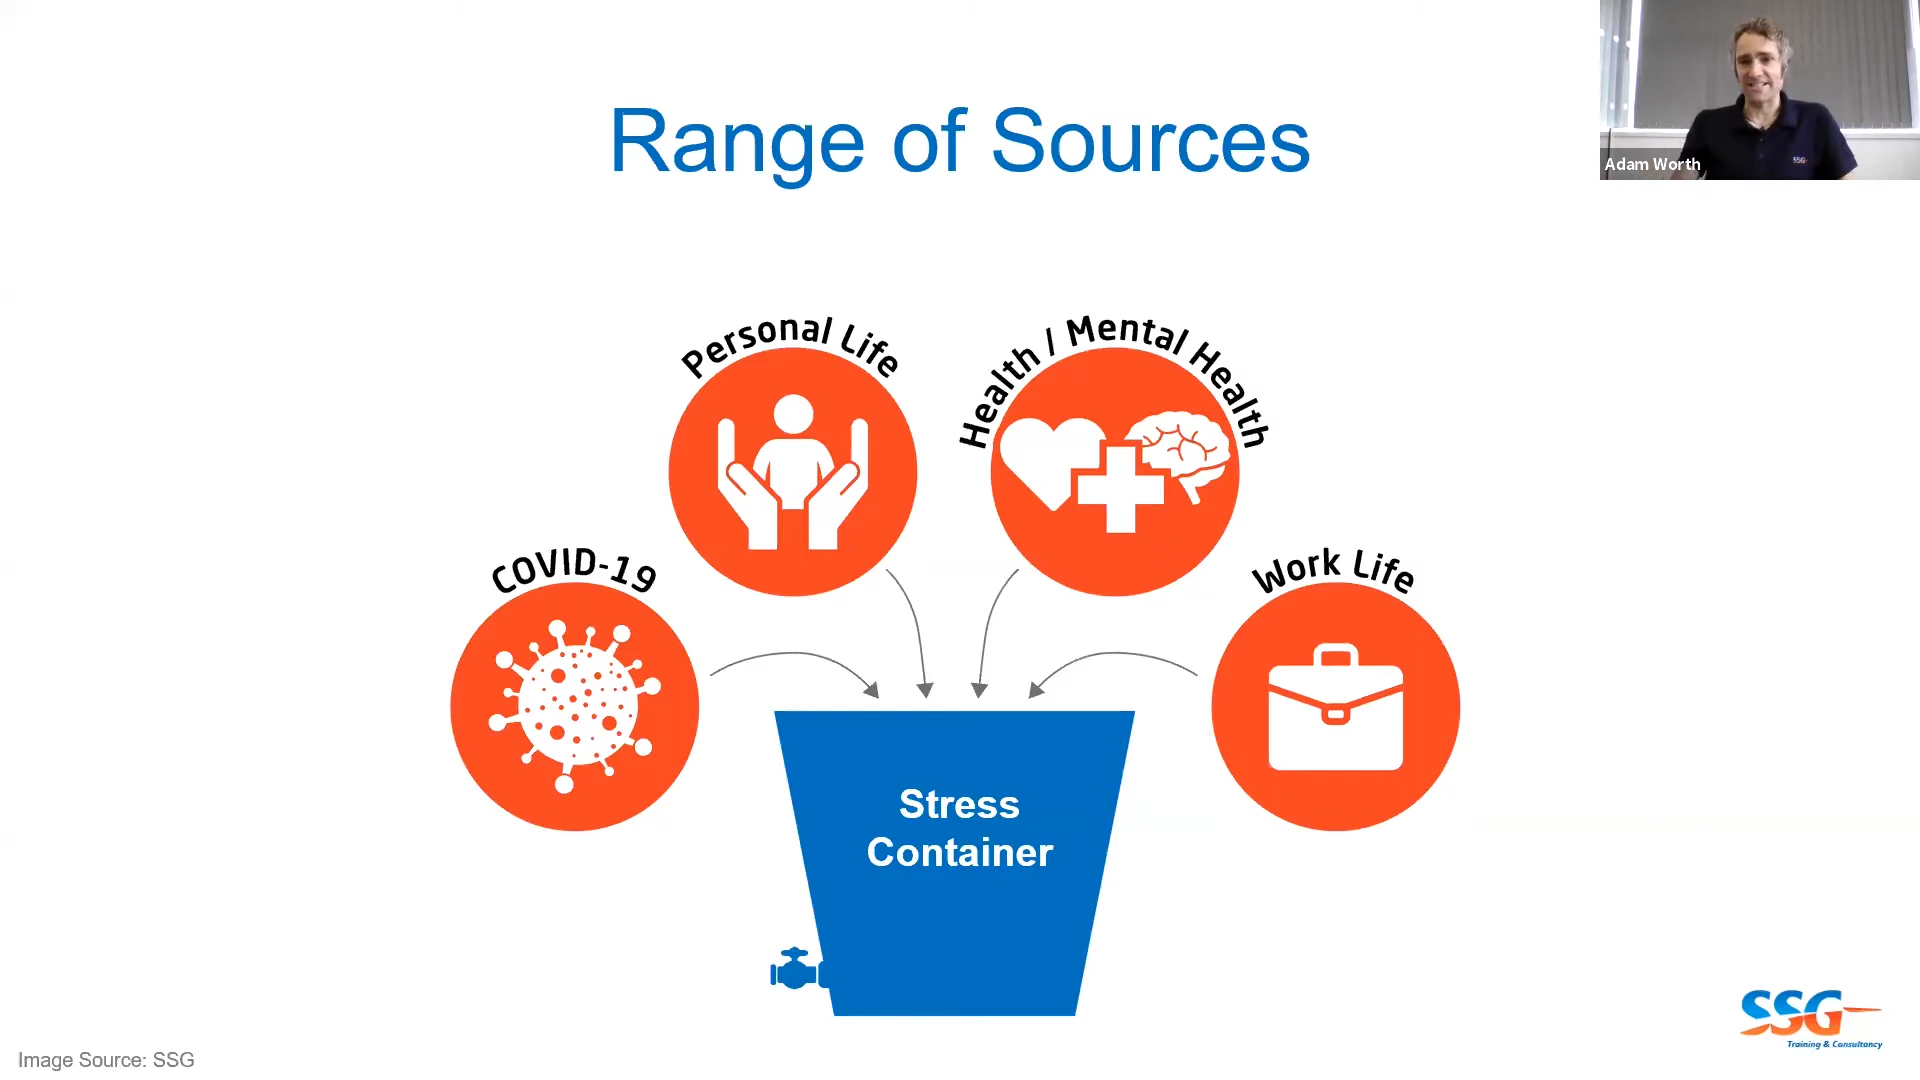 Range of Sources
Adam Worth
SSG
Personal Life
Health / Mental Health
COVID-19
Work Life
Stress
Container
SSG
Training & Consultancy
Image Source: SSG